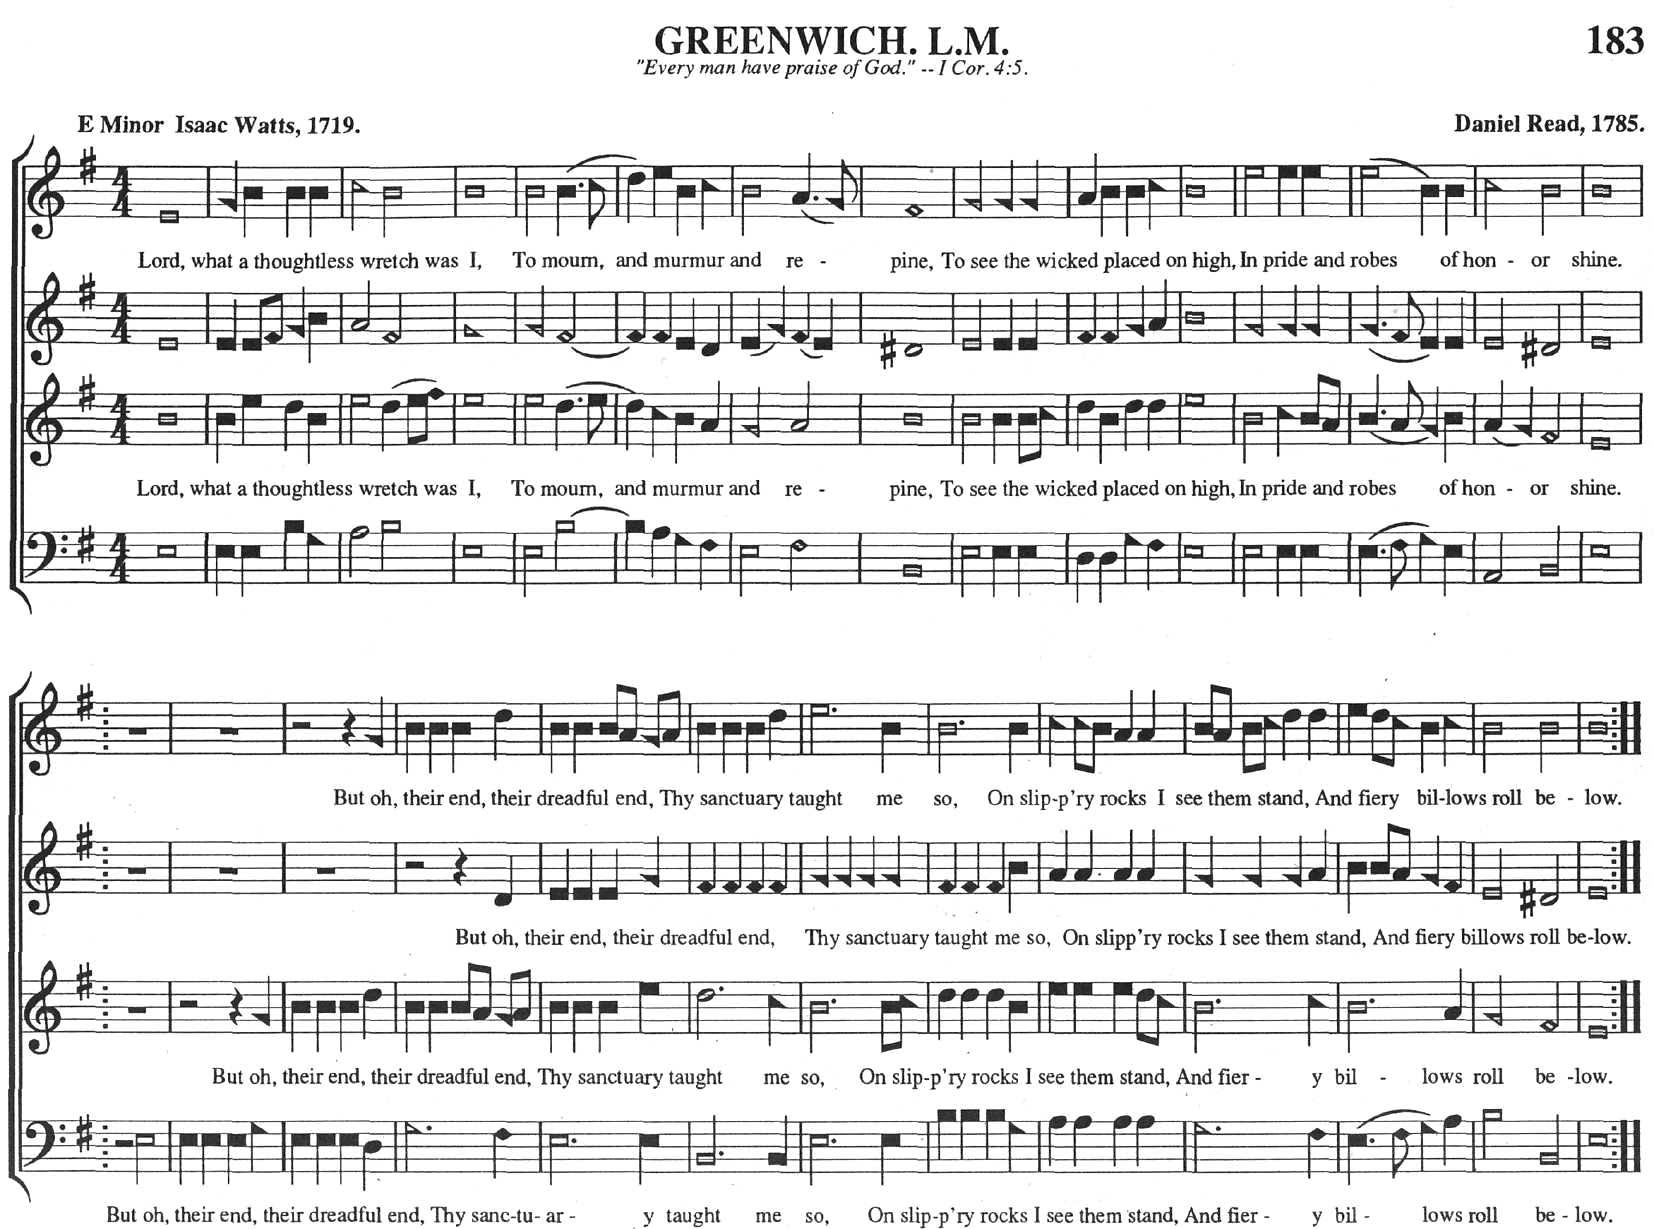 GREENWICH. L.M.
183
"Every man have praise of God." -- I Cor. 4:5.
E Minor Isaac Watts, 1719.
Daniel Read, 1785.
4 4
Lord, what a thoughtless wretch was I, To mourn, and murmur and re - pine, To see the wicked placed on high, In pride and robes of hon - or shine.
4 4
4 4
Lord, what a thoughtless wretch was I, To mourn, and murmur and re - pine, To see the wicked placed on high, In pride and robes of hon - or shine.
4 4
But oh, their end, their dreadful end, Thy sanctuary taught me so, On slip-p'ry rocks I see them stand, And fiery bil-lows roll be - low.
But oh, their end, their dreadful end, Thy sanctuary taught me so, On slipp'ry rocks I see them stand, And fiery billows roll be-low.
But oh, their end, their dreadful end, Thy sanctuary taught me so, On slip-p'ry rocks I see them stand, And fier - y bil - lows roll be -low.
But oh, their end, their dreadful end, Thy sanc-tu- ar - y taught me so, On slip-p'ry rocks I see them stand, And fier - y bil - lows roll be - low.